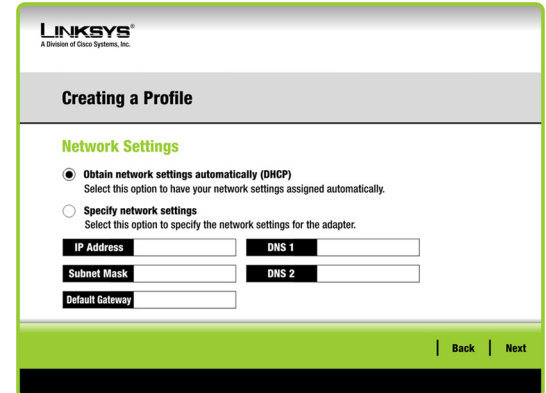 LINKSYS®
A Division of Cisco Systems, Inc.
Creating a Profile
Network Settings
Obtain network settings automatically (DHCP)
Select this option to have your network settings assigned automatically.
Specify network settings
Select this option to specify the network settings for the adapter.
IP Address DNS 1
Subnet Mask DNS 2
Default Gateway
Back Next